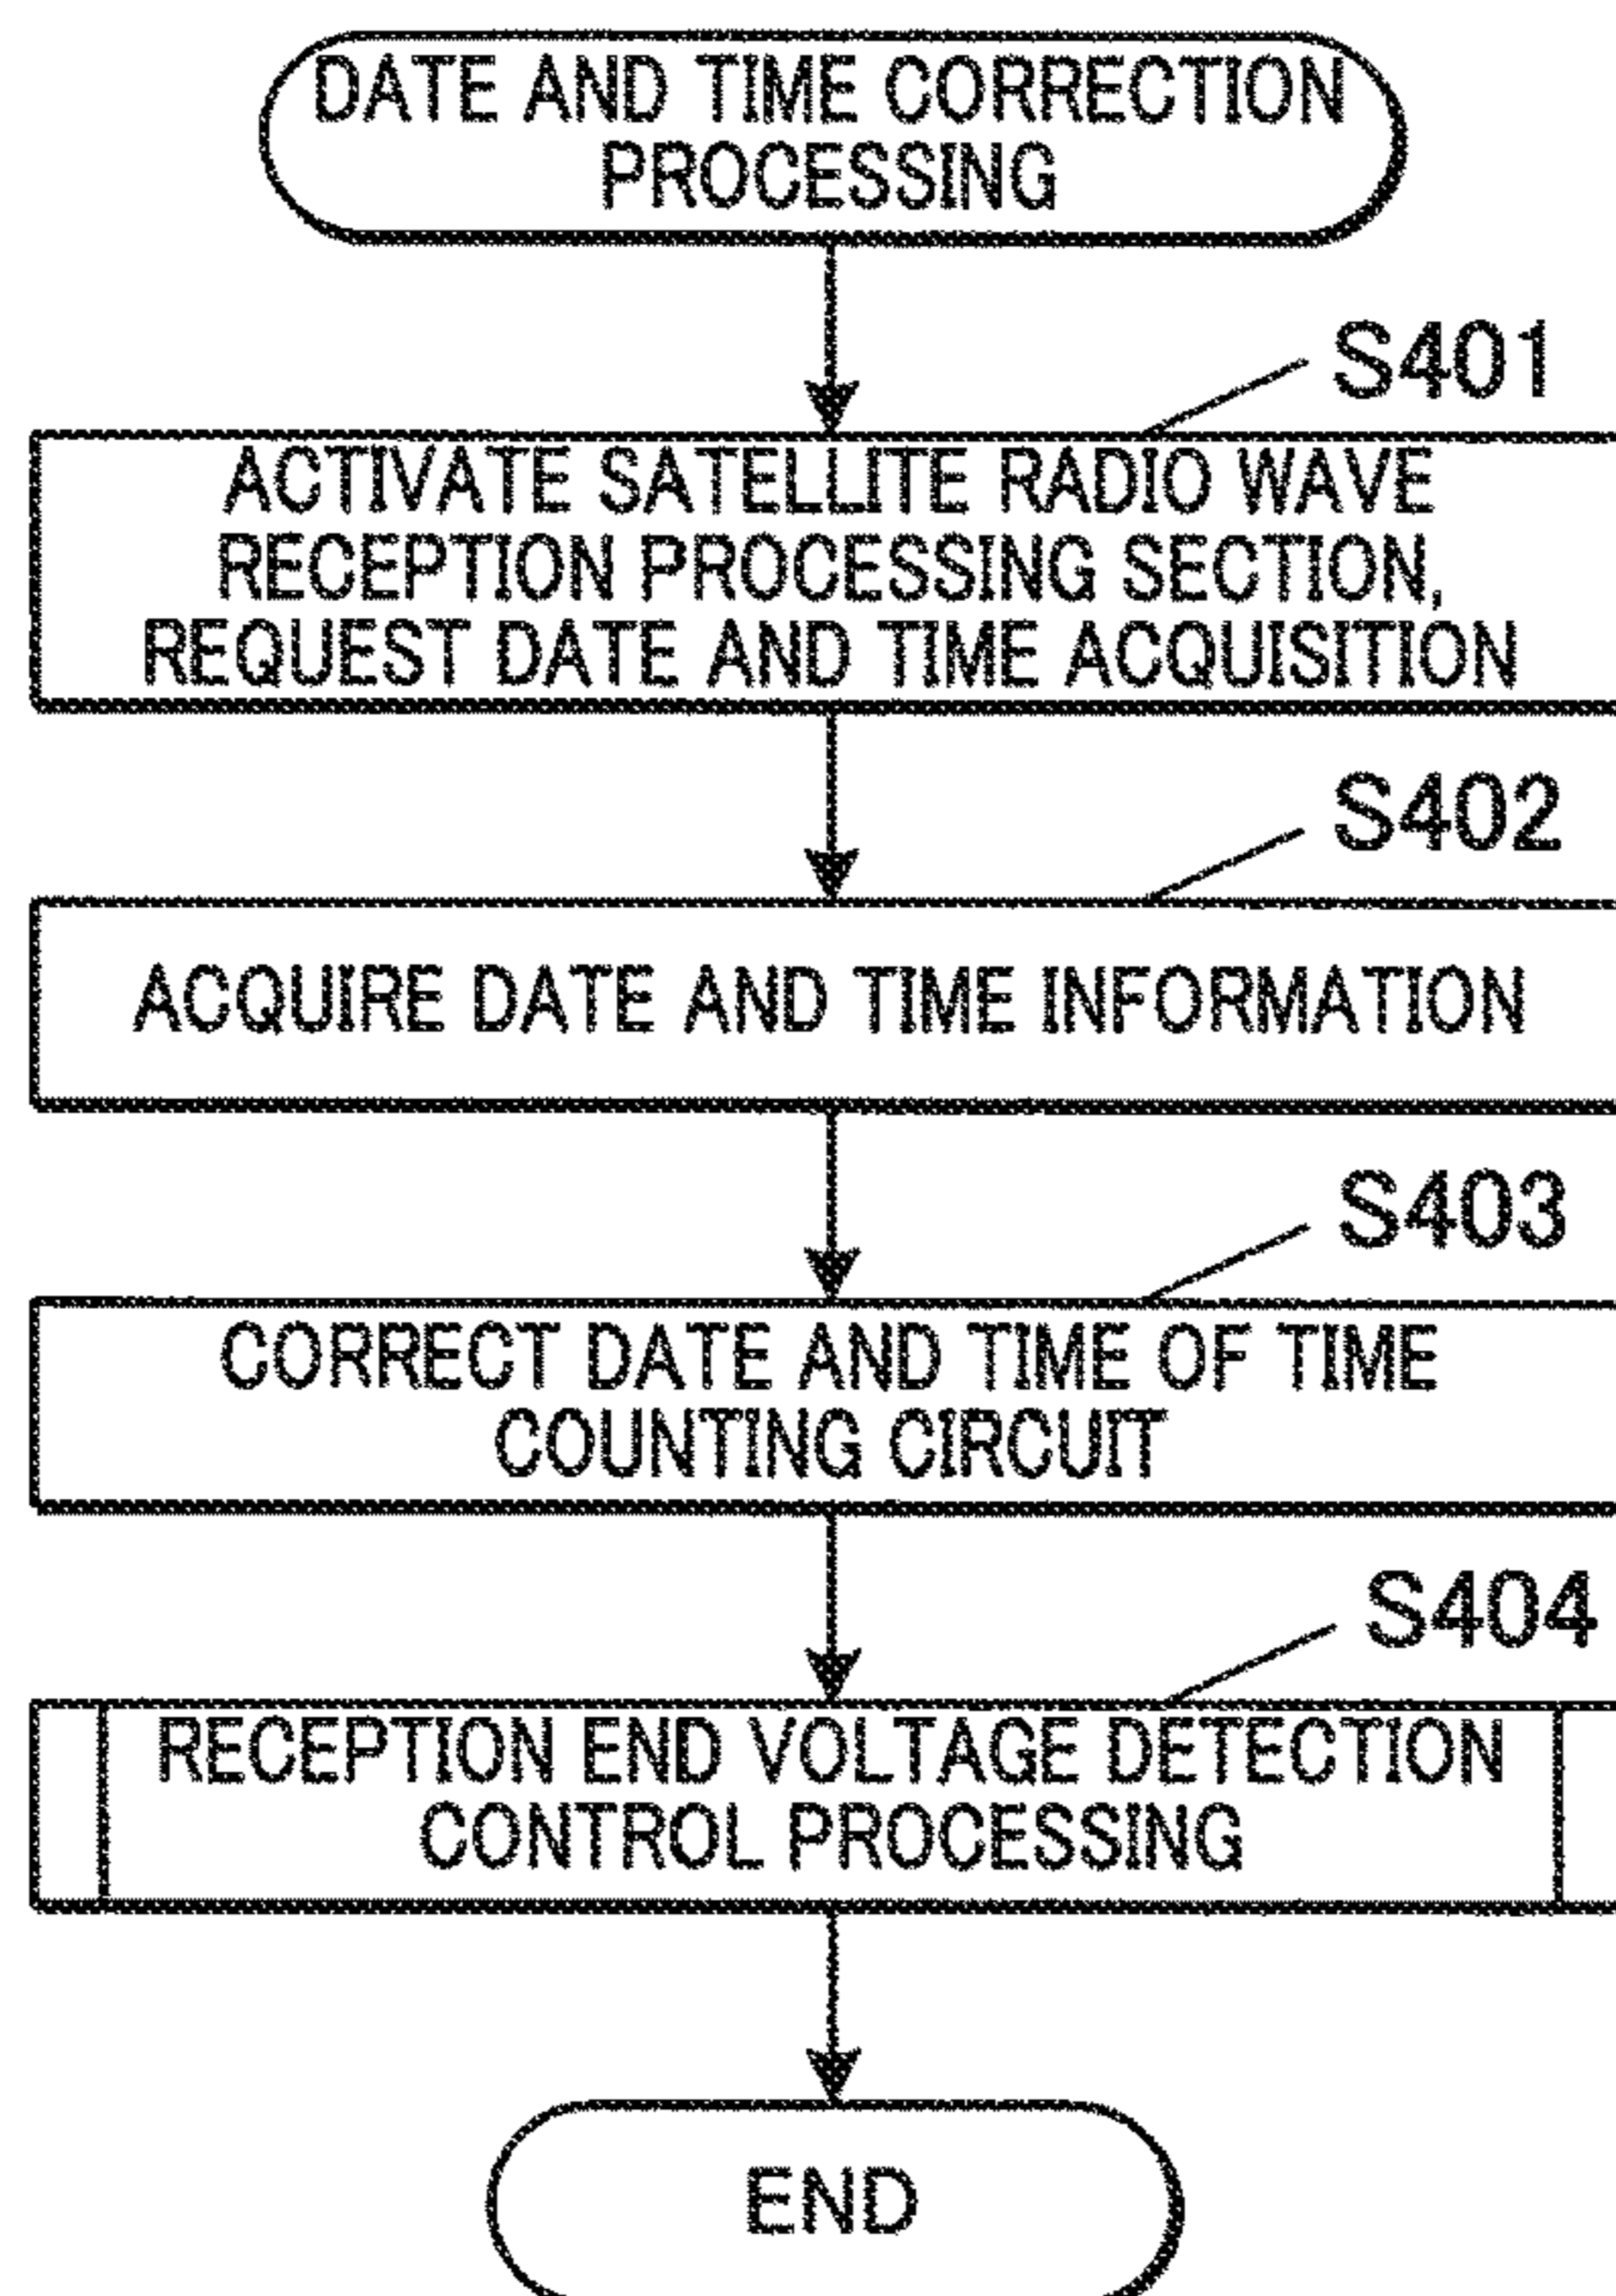 DATE AND TIME CORRECTION
PROCESSING
S401
ACTIVATE SATELLITE RADIO WAVE
RECEPTION PROCESSING SECTION,
REQUEST DATE AND TIME ACQUISITION
S402
ACQUIRE DATE AND TIME INFORMATION
S403
CORRECT DATE AND TIME OF TIME
COUNTING CIRCUIT
S404
RECEPTION END VOLTAGE DETECTION
CONTROL PROCESSING
END